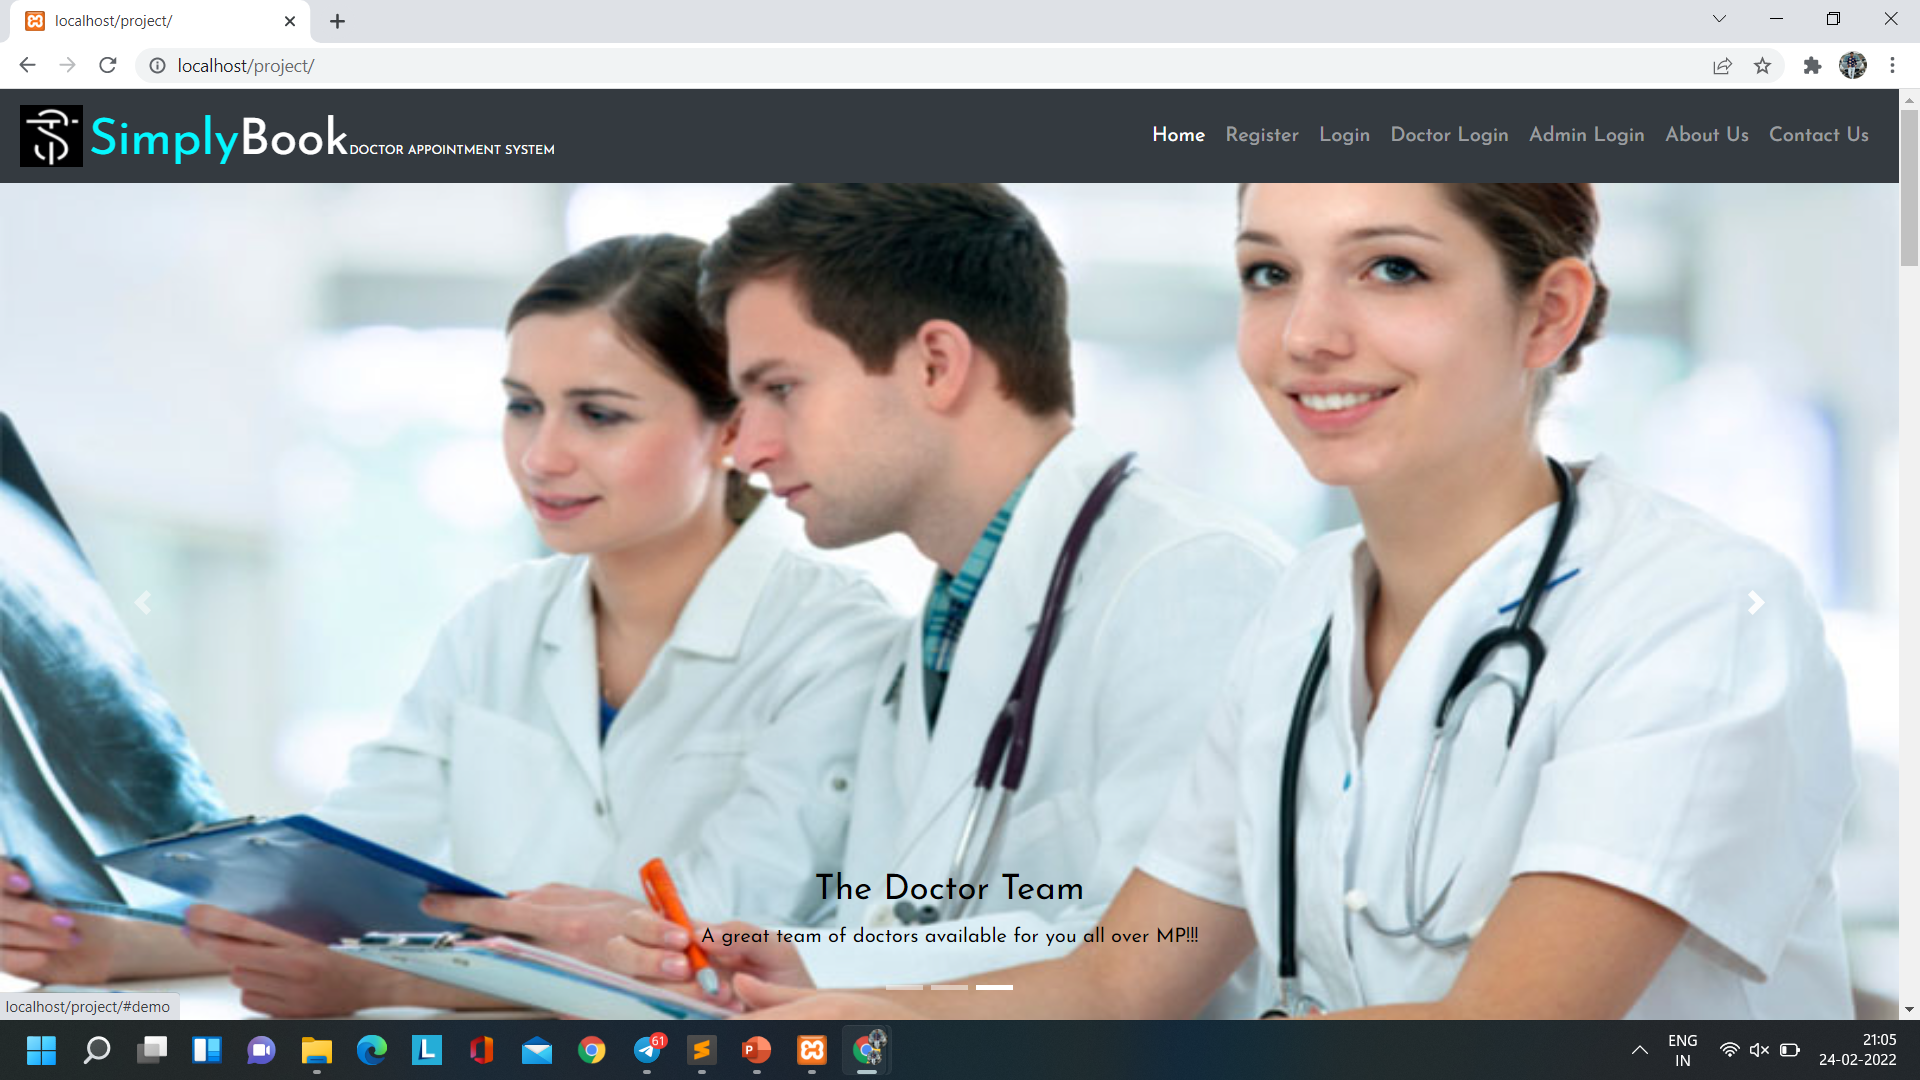 localhost/project/
localhost/project/
SimplyBook DOCTOR APPOINTMENT SYSTEM
Home Register Login Doctor Login Admin Login About Us Contact Us
The Doctor Team
A great team of doctors available for you all over MP!!!
localhost/project/#demo
61
L
P
ENG
IN
21:05
24-02-2022